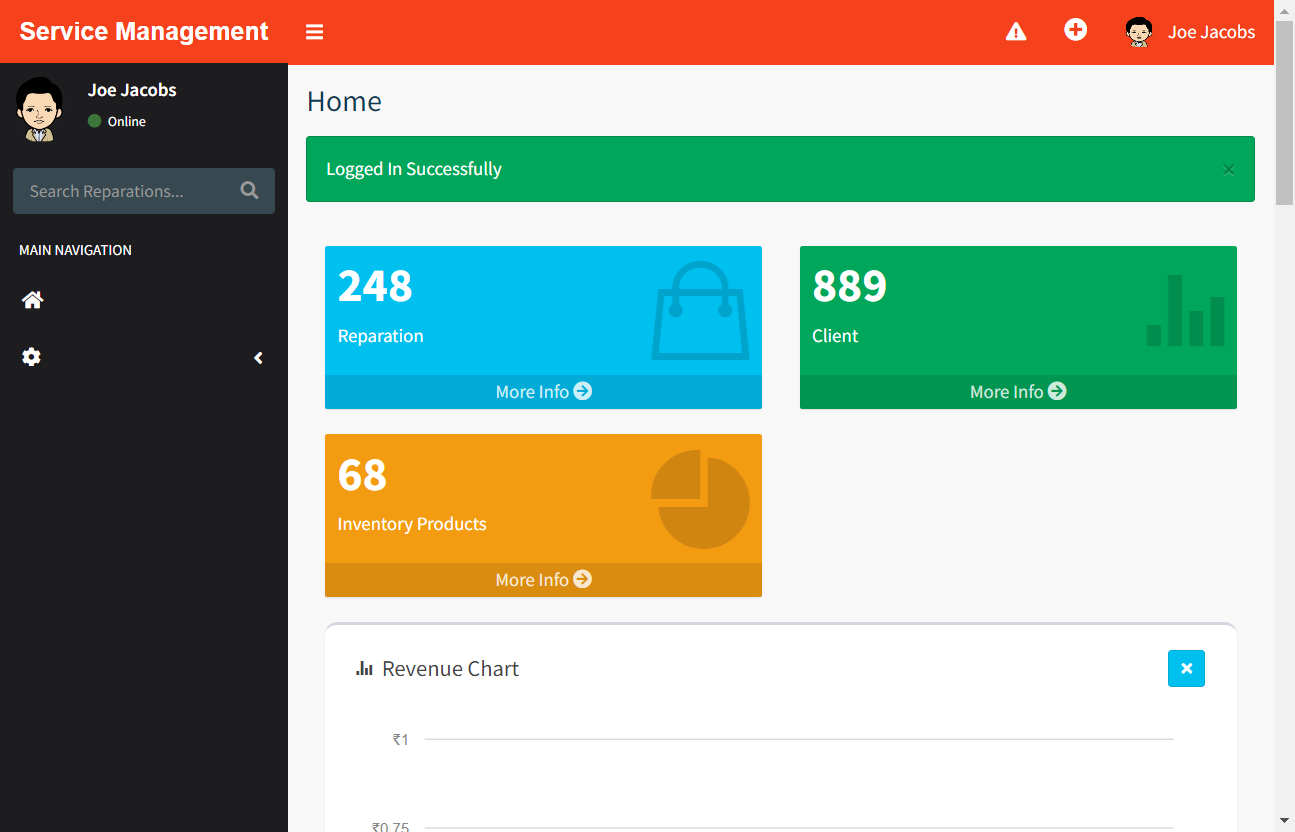 Service Management
Joe Jacobs
Joe Jacobs
Online
Search Reparations...
MAIN NAVIGATION
Home
Logged In Successfully
×
248
Reparation
More Info
889
Client
More Info
68
Inventory Products
More Info
Revenue Chart
₹1
₹0.75